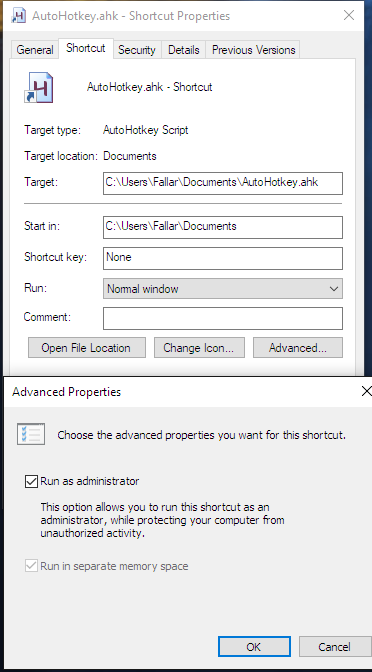 AutoHotkey.ahk - Shortcut Properties
General Shortcut Security Details Previous Versions
AutoHotkey.ahk - Shortcut
Target type: AutoHotkey Script
Target location: Documents
Target: C:\Users\Fallar\Documents\AutoHotkey.ahk
Start in: C:\Users\Fallar\Documents
Shortcut key: None
Run: Normal window
Comment:
Open File Location Change Icon... Advanced...
Advanced Properties
Choose the advanced properties you want for this shortcut.
Run as administrator
This option allows you to run this shortcut as an
administrator, while protecting your computer from
unauthorized activity.
Run in separate memory space
OK Cancel